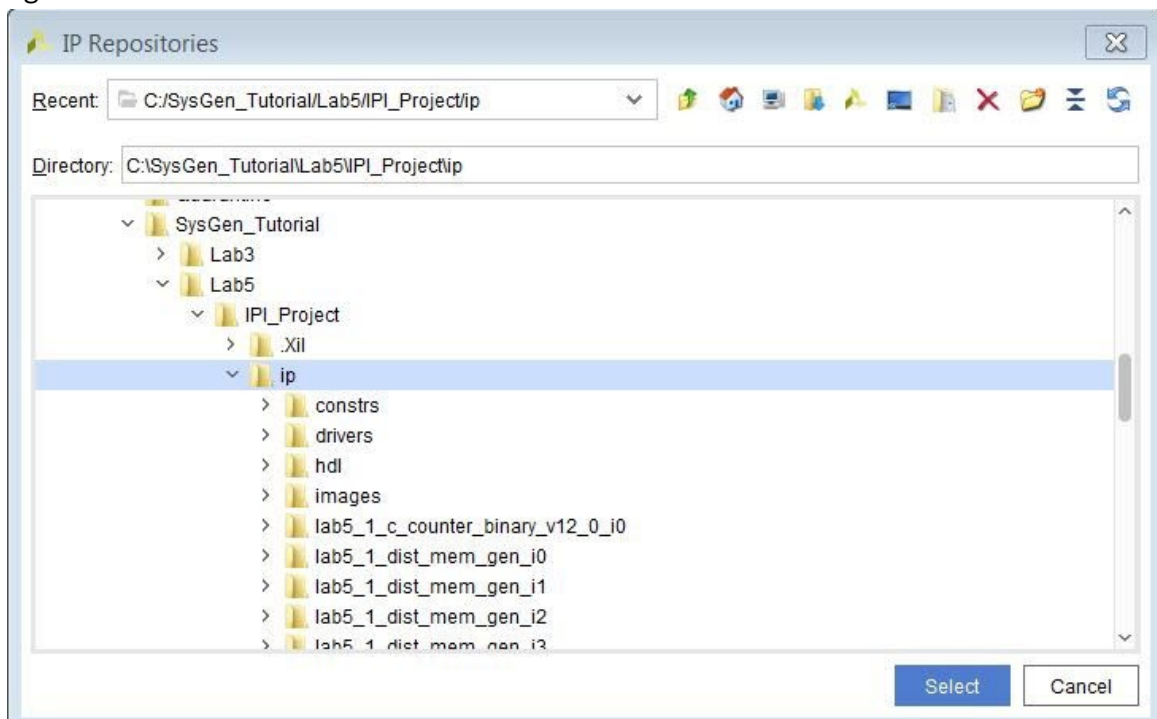 IP Repositories
Recent: C:/SysGen_Tutorial/Lab5/IPI_Project/ip
Directory: C:\SysGen_Tutorial\Lab5\IPI_Project\ip
SysGen_Tutorial
Lab3
Lab5
IPI_Project
.Xil
ip
constrs
drivers
hdl
images
lab5_1_c_counter_binary_v12_0_i0
lab5_1_dist_mem_gen_i0
lab5_1_dist_mem_gen_i1
lab5_1_dist_mem_gen_i2
lab5_1_dist_mem_gen_i3
Select Cancel